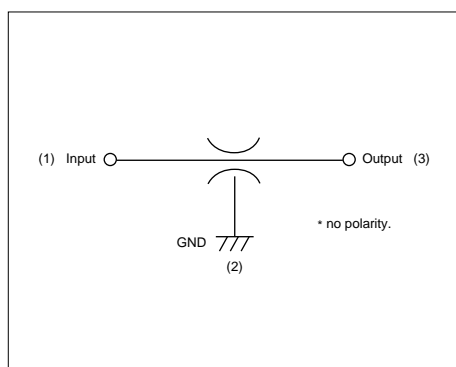 (1) Input Output (3)
* no polarity.
GND
(2)